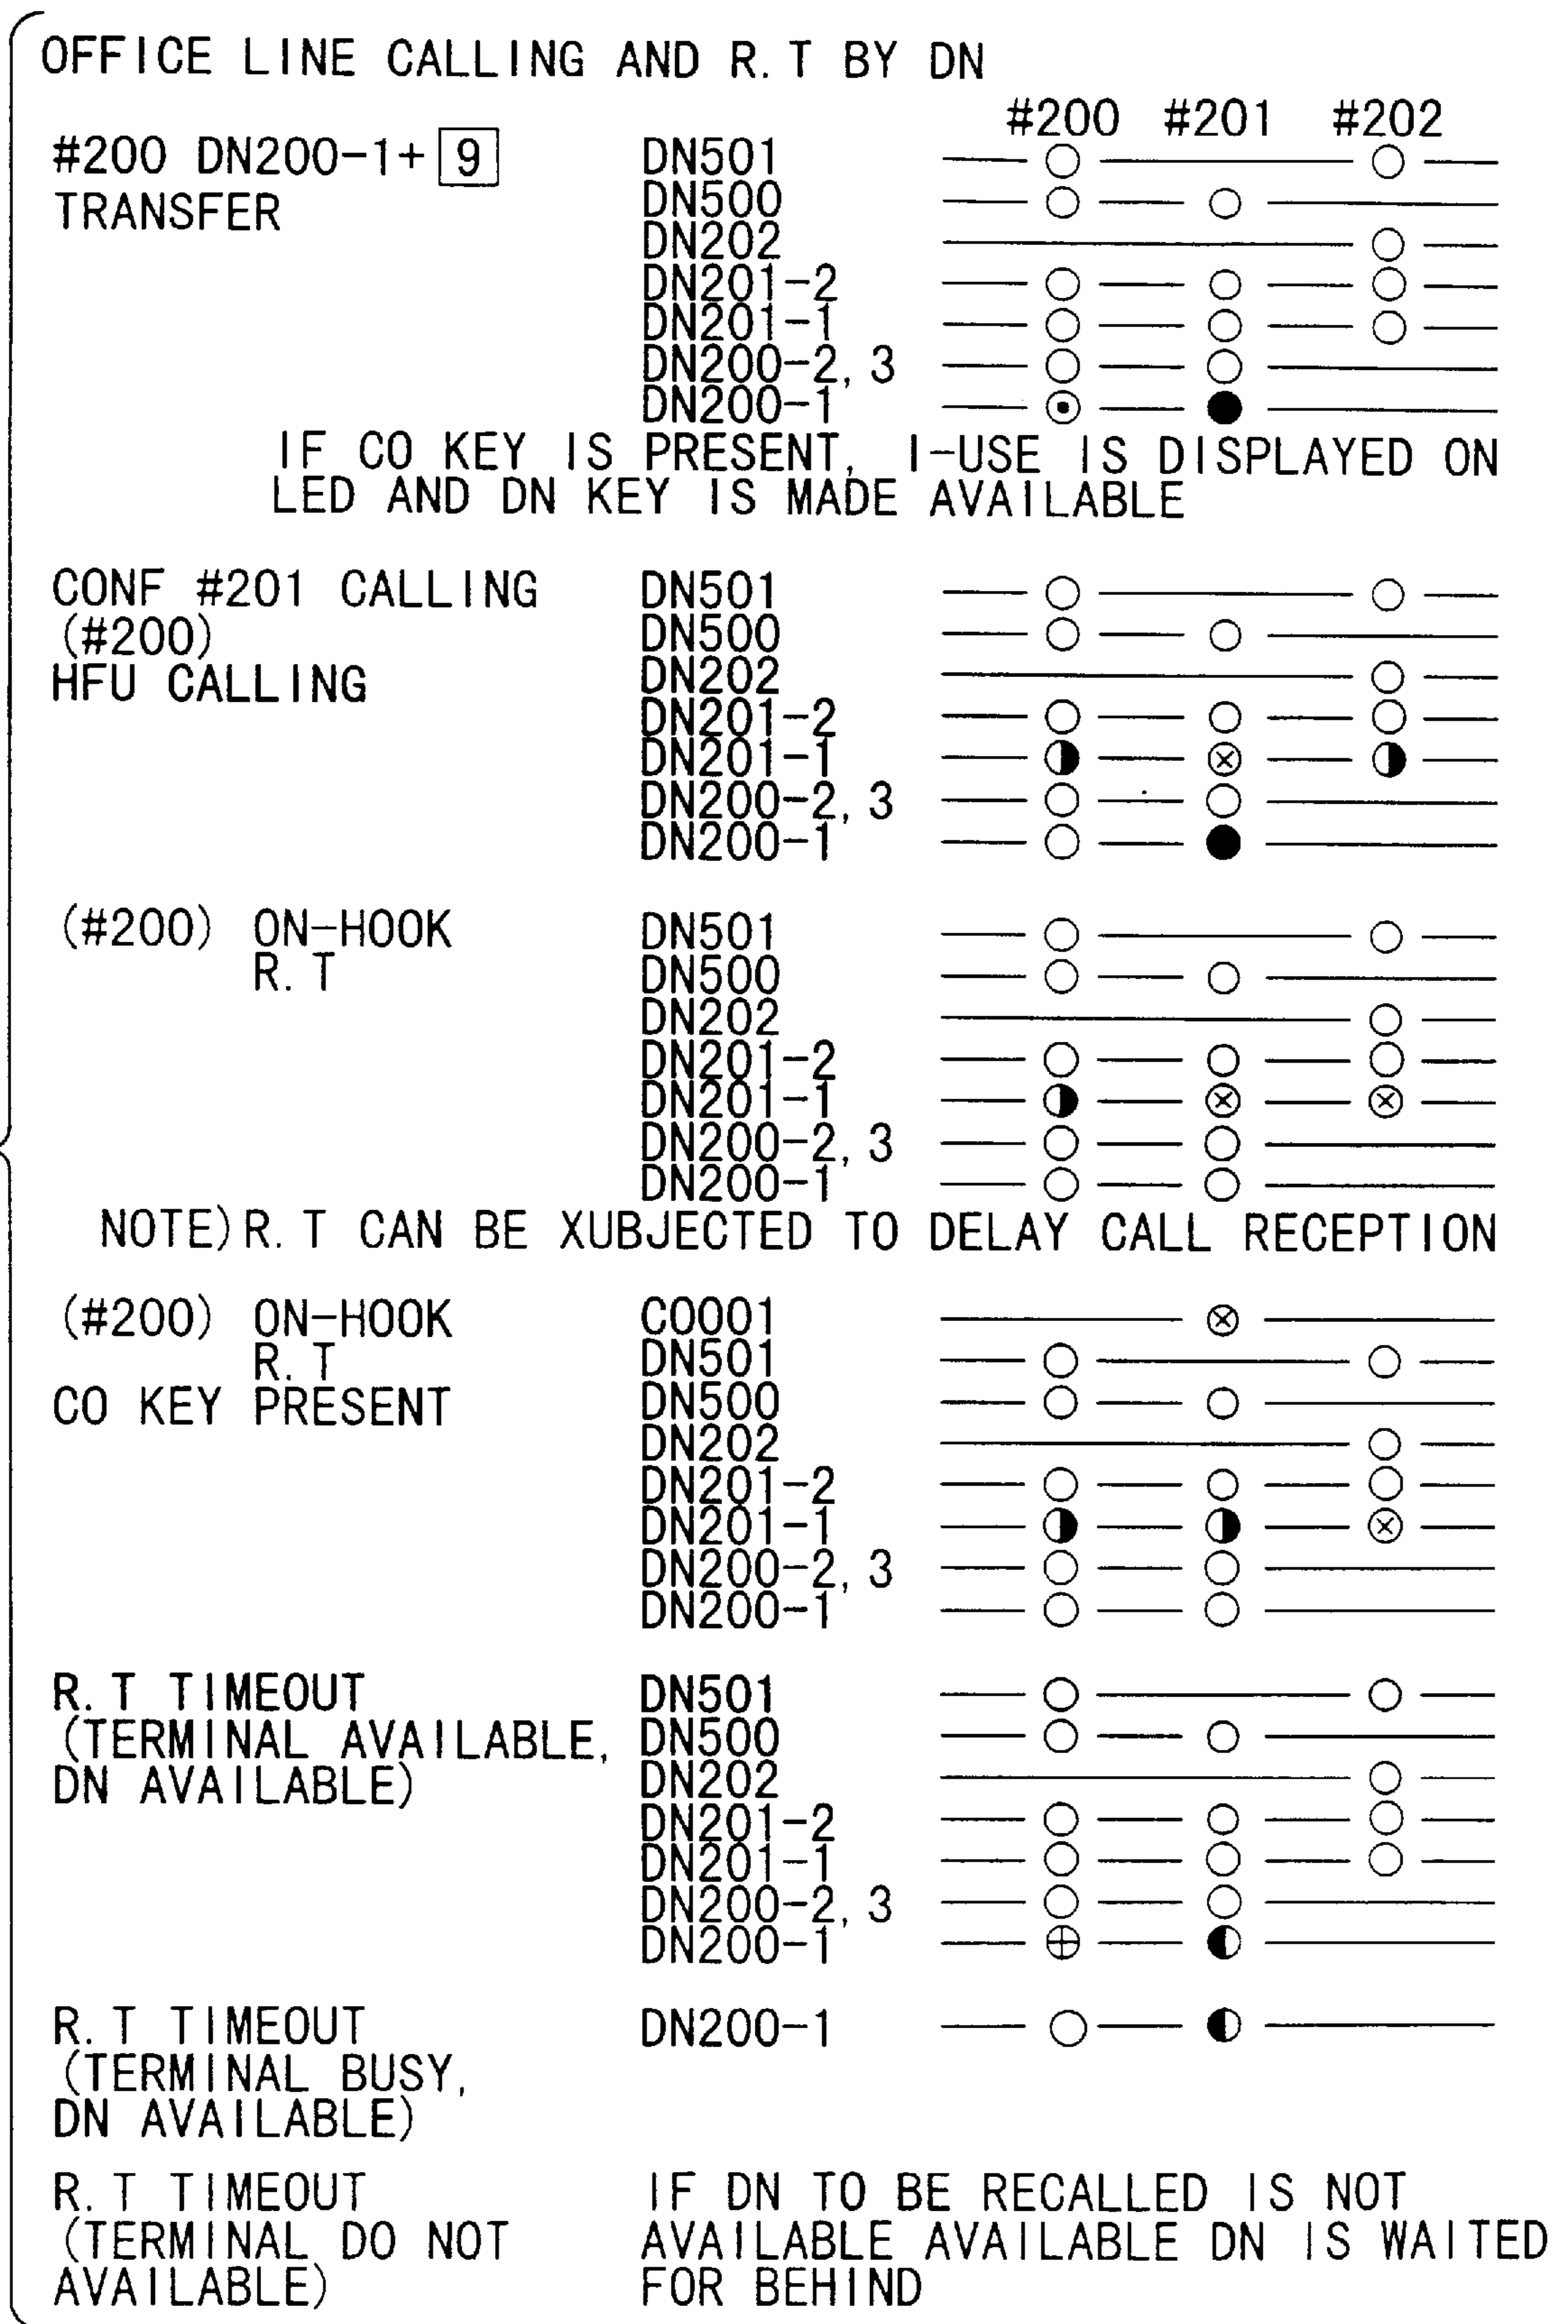 OFFICE LINE CALLING AND R.T BY DN
#200 #201 #202
#200 DN200-1+ 9 DN501
TRANSFER DN500
DN202
DN201-2
DN201-1
DN200-2, 3
DN200-1
IF CO KEY IS PRESENT, I-USE IS DISPLAYED ON
LED AND DN KEY IS MADE AVAILABLE
CONF #201 CALLING DN501
(#200) DN500
HFU CALLING DN202
DN201-2
DN201-1
DN200-2, 3
DN200-1
(#200) ON-HOOK DN501
R.T DN500
DN202
DN201-2
DN201-1
DN200-2, 3
DN200-1
NOTE) R.T CAN BE XUBJECTED TO DELAY CALL RECEPTION
(#200) ON-HOOK CO001
R.T DN501
CO KEY PRESENT DN500
DN202
DN201-2
DN201-1
DN200-2, 3
DN200-1
R.T TIMEOUT DN501
(TERMINAL AVAILABLE, DN500
DN AVAILABLE) DN202
DN201-2
DN201-1
DN200-2, 3
DN200-1
R.T TIMEOUT DN200-1
(TERMINAL BUSY,
DN AVAILABLE)
R.T TIMEOUT IF DN TO BE RECALLED IS NOT
(TERMINAL DO NOT AVAILABLE AVAILABLE DN IS WAITED
AVAILABLE) FOR BEHIND